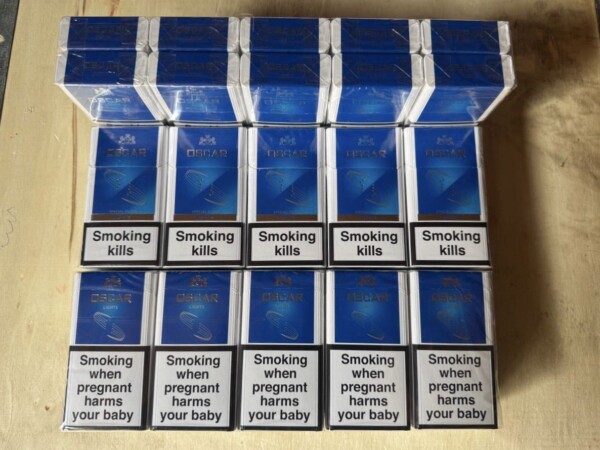 OSCAR OSCAR OSCAR OSCAR OSCAR
Smoking Smoking Smoking Smoking Smoking
kills kills kills kills kills
OSCAR OSCAR OSCAR OSCAR OSCAR
Smoking Smoking Smoking Smoking Smoking
when when when when when
pregnant pregnant pregnant pregnant pregnant
harms harms harms harms harms
your baby your baby your baby your baby your baby